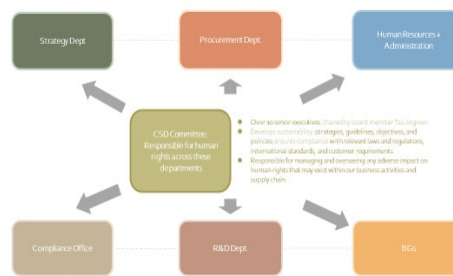 Strategy Dept
Procurement Dept.
Human Resources +
Administration
CSD Committee:
Responsible for human
rights across these
departments
Over 10 senior executives
by board member
Develops sustainability strategies, guidelines, objectives, and
policies ensures compliance with relevant laws and regulations,
international standards, and customer requirements.
Responsible for managing and overseeing any adverse impact on
human rights that may exist within our business activities and
supply chain
Compliance Office
R&D Dept.
BGs